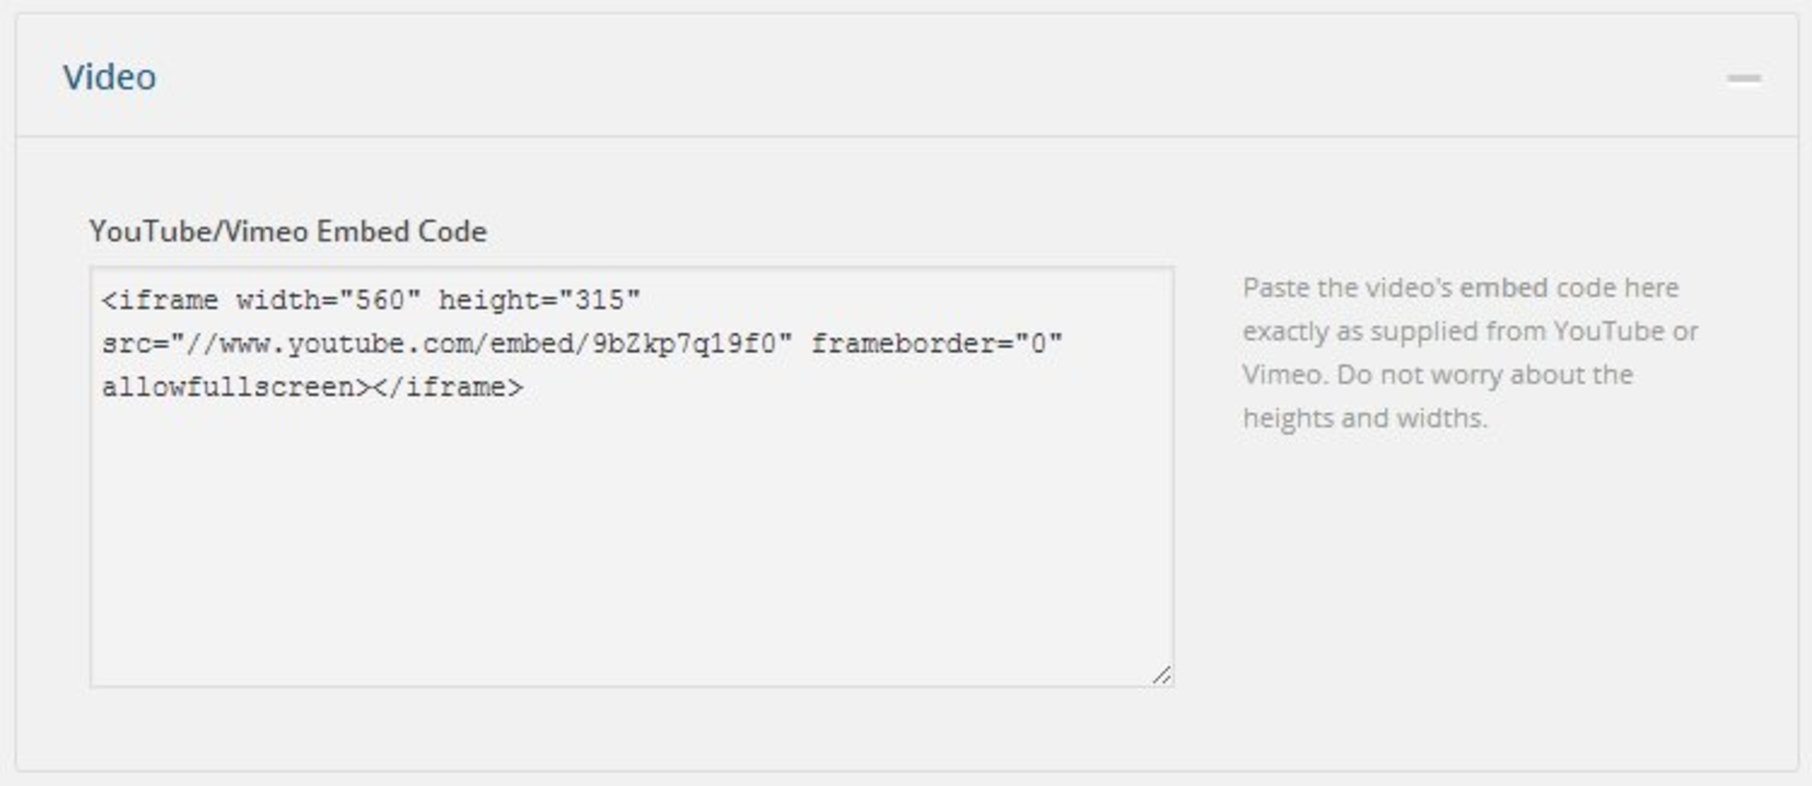 Video
YouTube/Vimeo Embed Code
<iframe width="560" height="315"
src="//www.youtube.com/embed/9bZkp7q19f0" frameborder="0"
allowfullscreen></iframe>
Paste the video's embed code here
exactly as supplied from YouTube or
Vimeo. Do not worry about the
heights and widths.